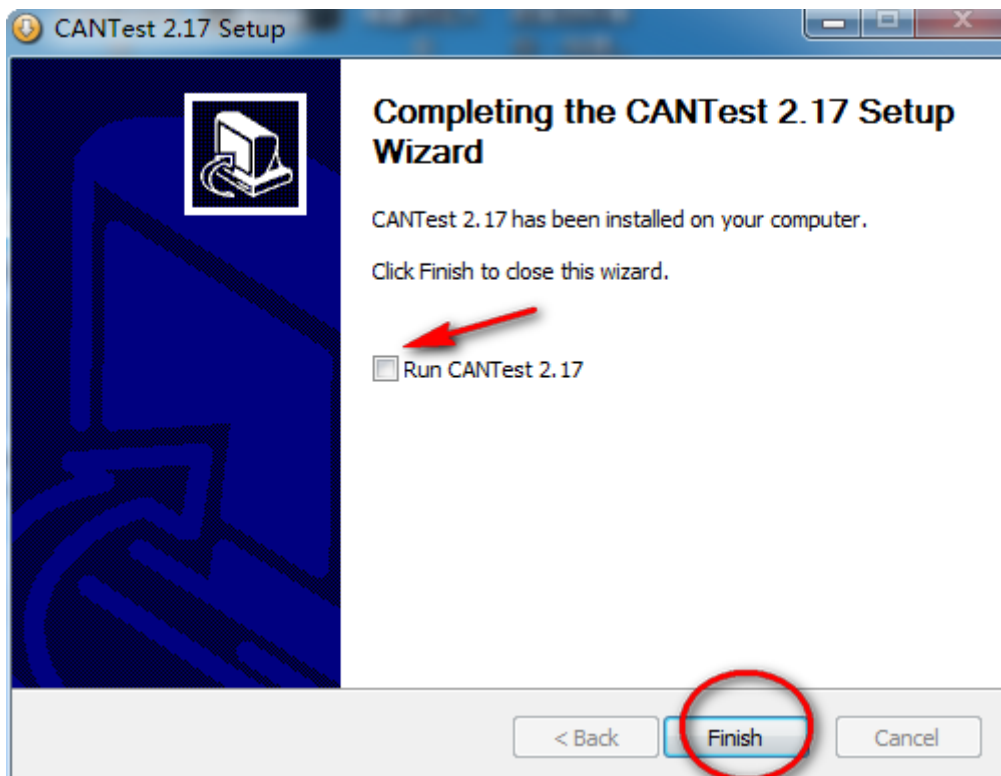 CANTest 2.17 Setup
Completing the CANTest 2.17 Setup
Wizard
CANTest 2.17 has been installed on your computer.
Click Finish to close this wizard.
Run CANTest 2.17
< Back
Finish
Cancel